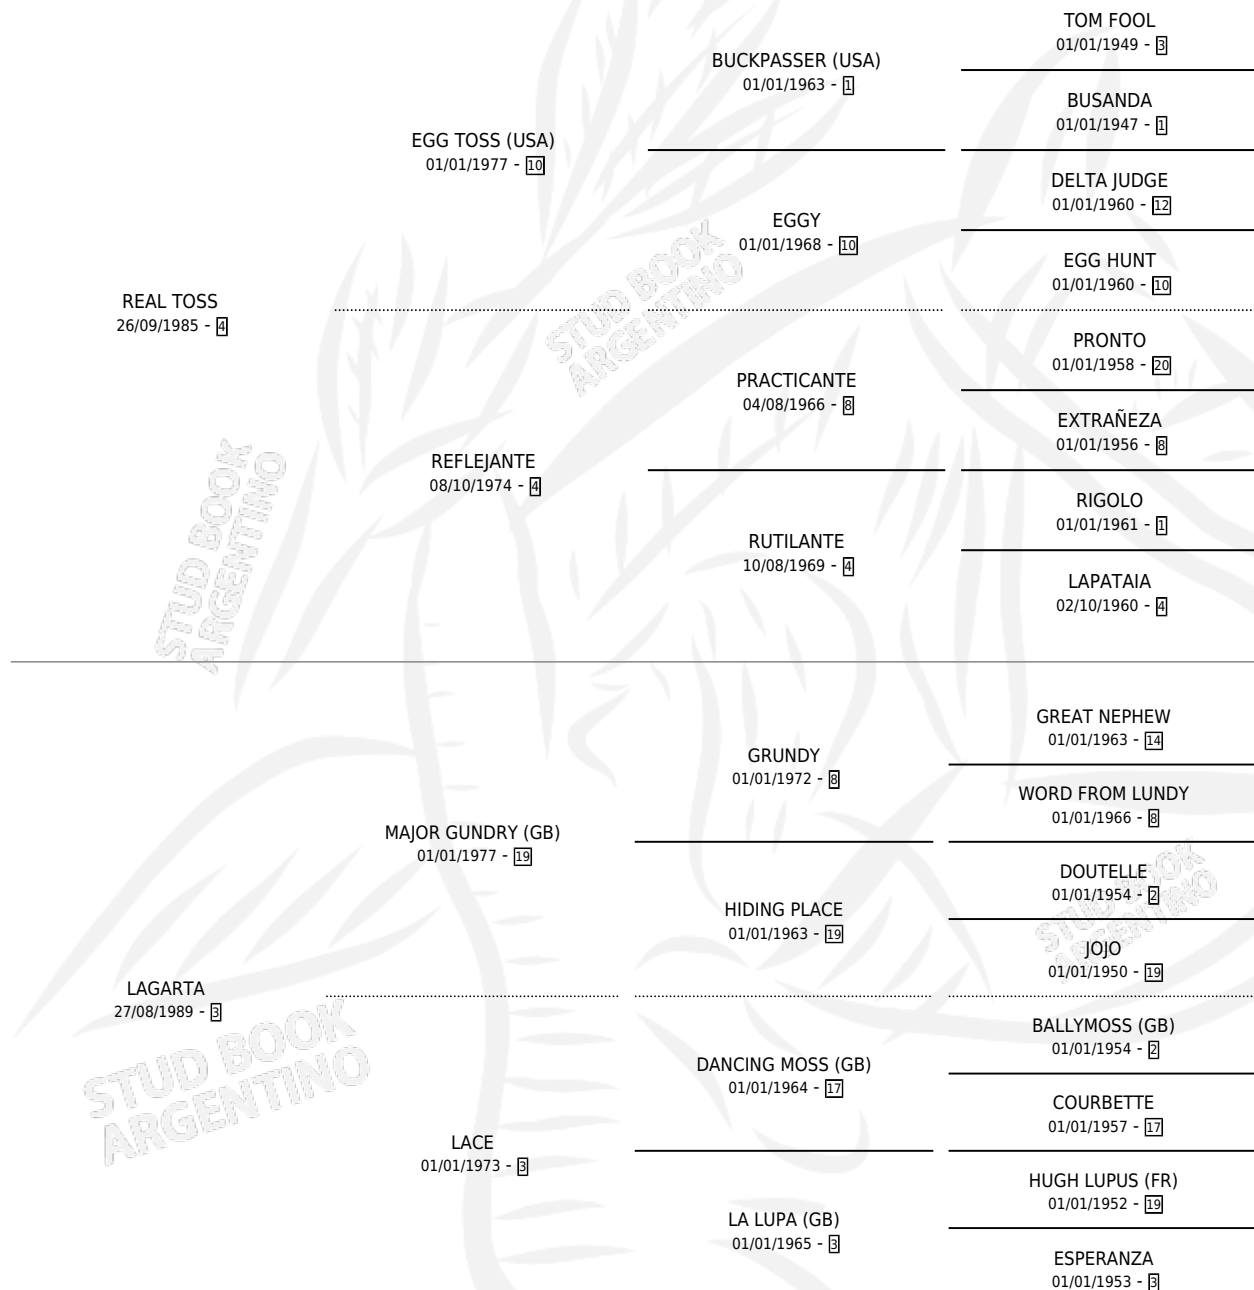 TOM FOOL
01/01/1949 - 3
BUCKPASSER (USA)
01/01/1963 - 1
BUSANDA
01/01/1947 - 1
EGG TOSS (USA)
01/01/1977 - 10
DELTA JUDGE
01/01/1960 - 12
EGGY
01/01/1968 - 10
EGG HUNT
01/01/1960 - 10
STUD BOOK
ARGENTINO
REAL TOSS
26/09/1985 - 4
PRONTO
01/01/1958 - 20
PRACTICANTE
04/08/1966 - 8
EXTRAÑEZA
01/01/1956 - 8
REFLEJANTE
08/10/1974 - 4
RIGOLO
01/01/1961 - 1
RUTILANTE
10/08/1969 - 4
LAPATAIA
02/10/1960 - 4
STUD BOOK
ARGENTINO
GREAT NEPHEW
01/01/1963 - 14
GRUNDY
01/01/1972 - 8
WORD FROM LUNDY
01/01/1966 - 8
MAJOR GUNDRY (GB)
01/01/1977 - 19
DOUTELLE
01/01/1954 - 2
HIDING PLACE
01/01/1963 - 19
STUD BOOK
ARGENTINO
JOJO
01/01/1950 - 19
LAGARTA
27/08/1989 - 3
BALLYMOSS (GB)
01/01/1954 - 2
DANCING MOSS (GB)
01/01/1964 - 17
COURBETTE
01/01/1957 - 17
STUD BOOK
ARGENTINO
LACE
01/01/1973 - 3
HUGH LUPUS (FR)
01/01/1952 - 19
LA LUPA (GB)
01/01/1965 - 3
ESPERANZA
01/01/1953 - 3